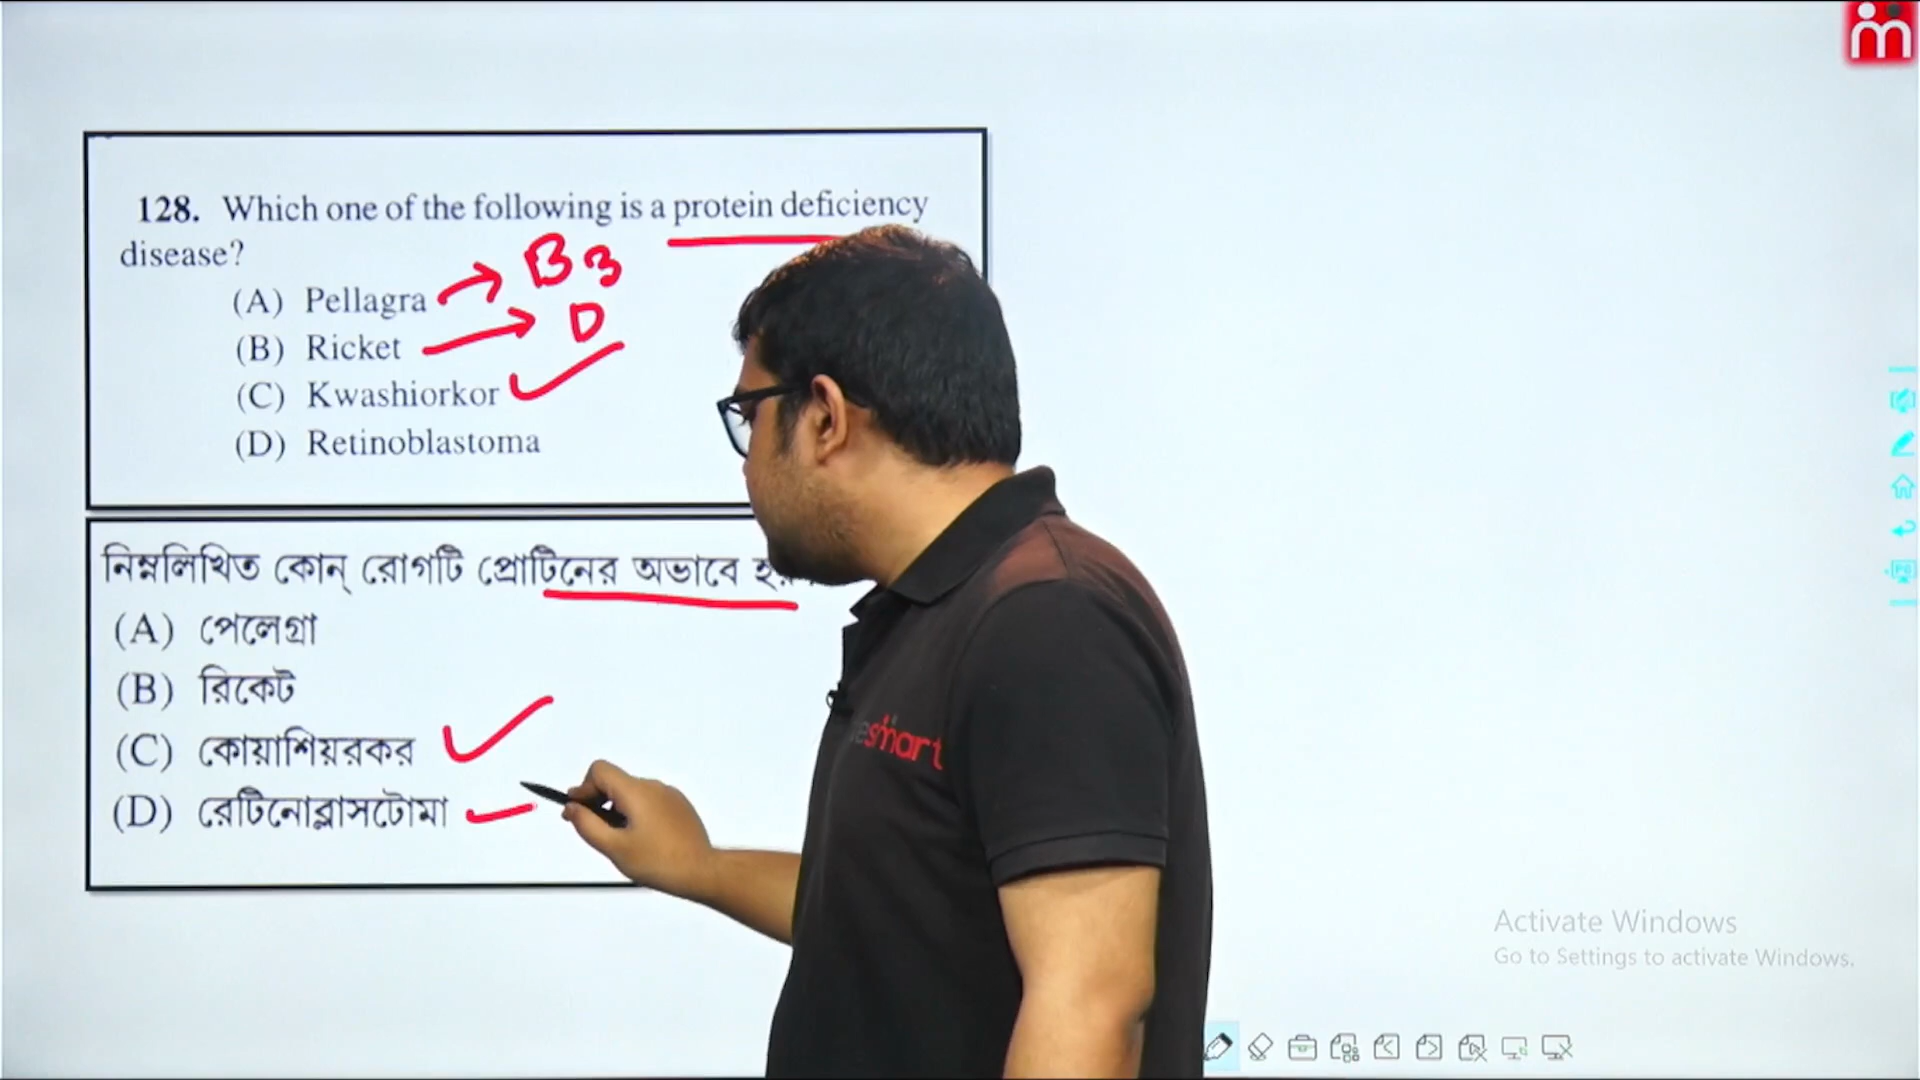 128. Which one of the following is a protein deficiency
disease?
(A) Pellagra → B3
(B) Ricket → D
(C) Kwashiorkor ✓
(D) Retinoblastoma
নিম্নলিখিত কোন্ রোগটি প্রোটিনের অভাবে
(A) পেলেগ্রা
(B) রিকেট
(C) কোয়াশিয়রকর ✓
(D) রেটিনোব্লাসটোমা
smart
Activate Windows
Go to Settings to activate Windows.